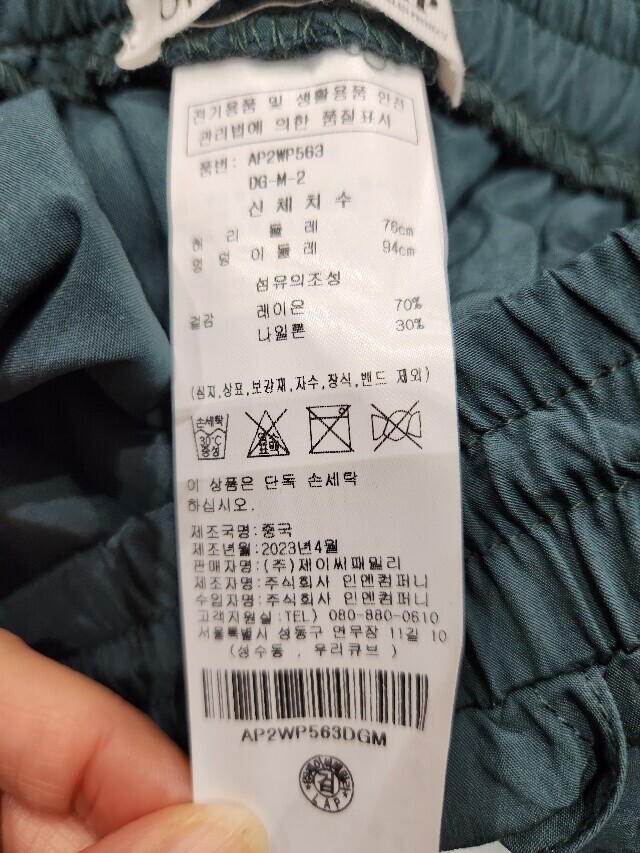 전기용품 및 생활용품 안전
관리법에 의한 품질표시
품번: AP2WP563
DG-M-2
신체치수
허리둘레 76cm
엉덩이둘레 94cm
섬유의조성
겉감 레이온 70%
나일론 30%
(심지,상표,보강재,자수,장식,밴드 제외)
손세탁 30℃ 중성 표백
이 상품은 단독 손세탁
하십시오.
제조국명:중국
제조년월:2023년4월
판매자명:(주)제이씨패밀리
제조자명:주식회사 인엔컴퍼니
수입자명:주식회사 인엔컴퍼니
고객지원실:TEL) 080-880-0610
서울특별시 성동구 연무장 11길 10
(성수동, 우리큐브)
AP2WP563DGM
검
LAP